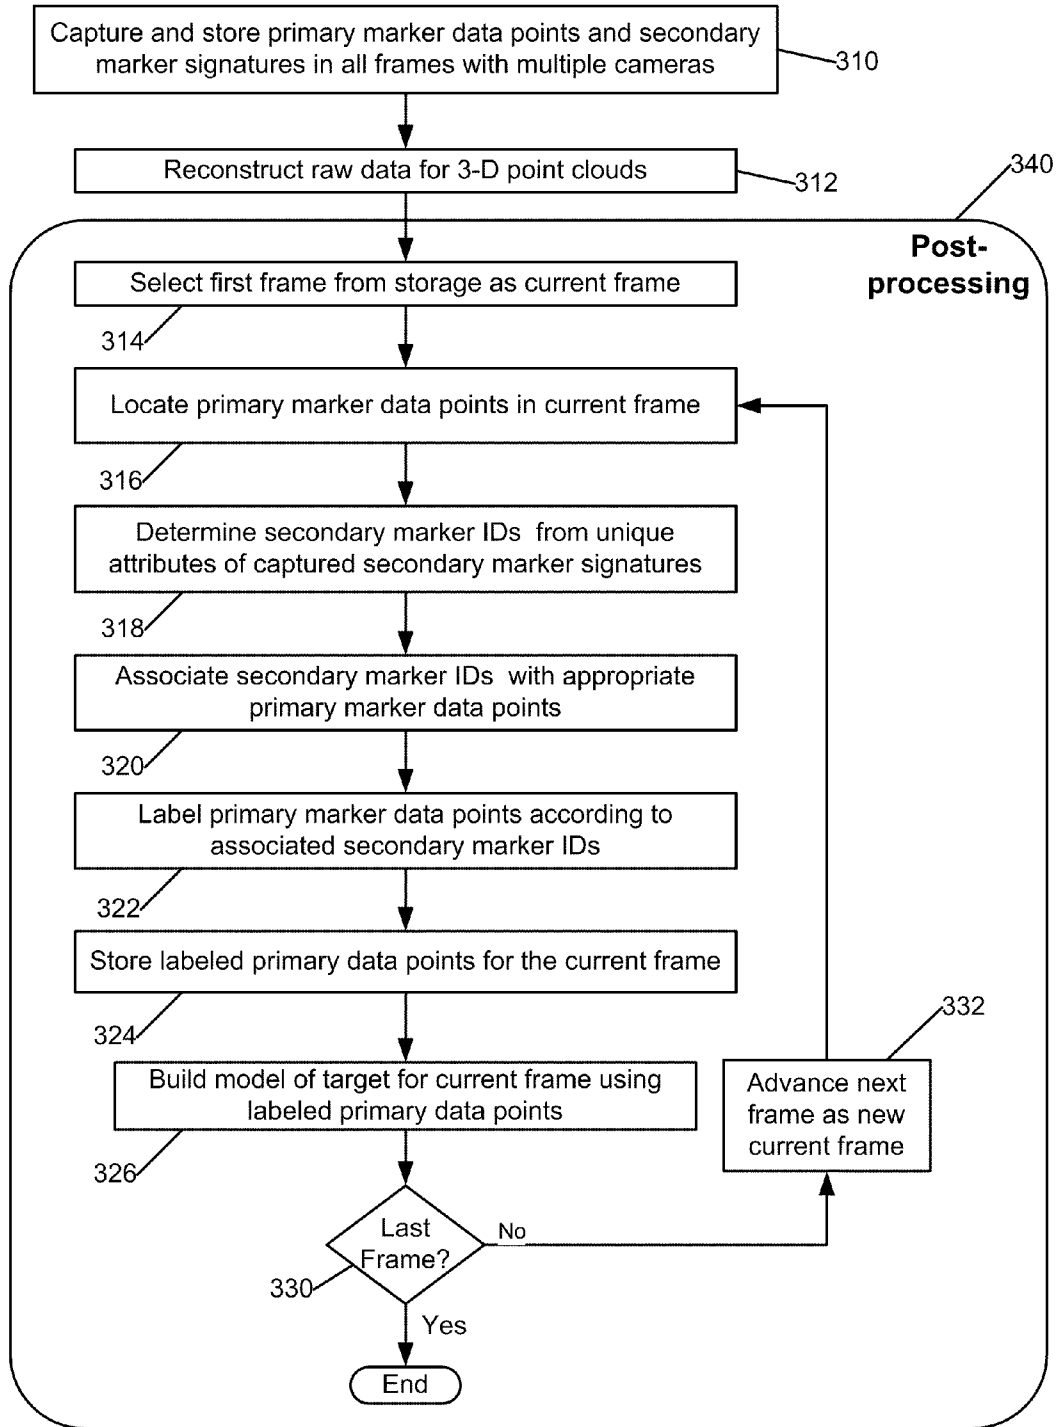 Capture and store primary marker data points and secondary
marker signatures in all frames with multiple cameras
310
Reconstruct raw data for 3-D point clouds
312
340
Post-
processing
Select first frame from storage as current frame
314
Locate primary marker data points in current frame
316
Determine secondary marker IDs from unique
attributes of captured secondary marker signatures
318
Associate secondary marker IDs with appropriate
primary marker data points
320
Label primary marker data points according to
associated secondary marker IDs
322
Store labeled primary data points for the current frame
324
Build model of target for current frame using
labeled primary data points
326
332
Advance next
frame as new
current frame
Last
Frame?
No
330
Yes
End